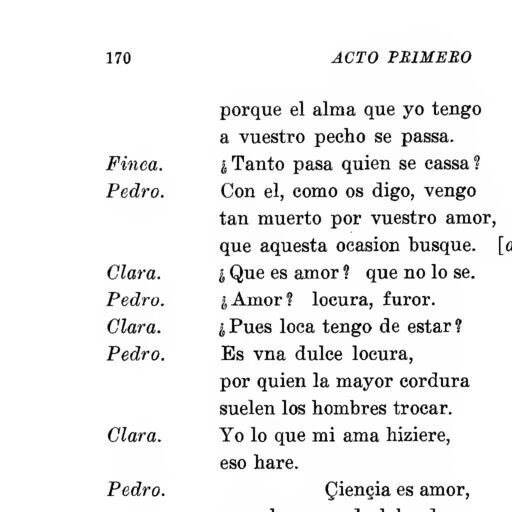 170 ACTO PRIMERO
porque el alma que yo tengo
a vuestro pecho se passa.
Finea. ¿Tanto pasa quien se cassa?
Pedro. Con el, como os digo, vengo
tan muerto por vuestro amor,
que aquesta ocasion busque. [a
Clara. ¿Que es amor? que no lo se.
Pedro. ¿Amor? locura, furor.
Clara. ¿Pues loca tengo de estar?
Pedro. Es vna dulce locura,
por quien la mayor cordura
suelen los hombres trocar.
Clara. Yo lo que mi ama hiziere,
eso hare.
Pedro. Çiençia es amor,